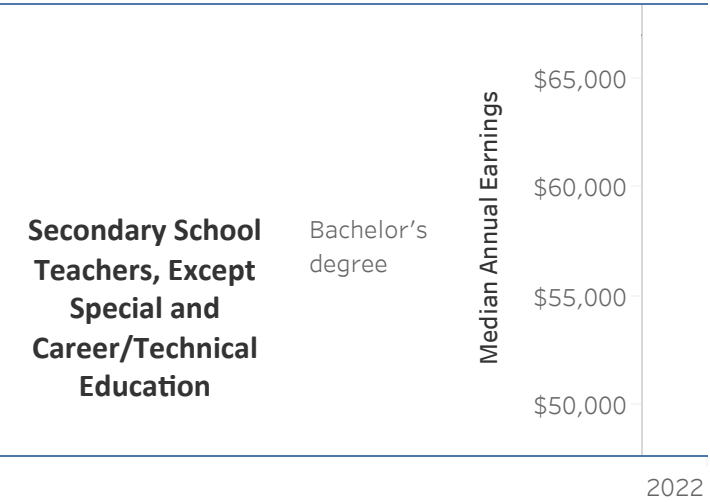 Secondary School
Teachers, Except
Special and
Career/Technical
Education
Bachelor's
degree
Median Annual Earnings
$65,000
$60,000
$55,000
$50,000
2022